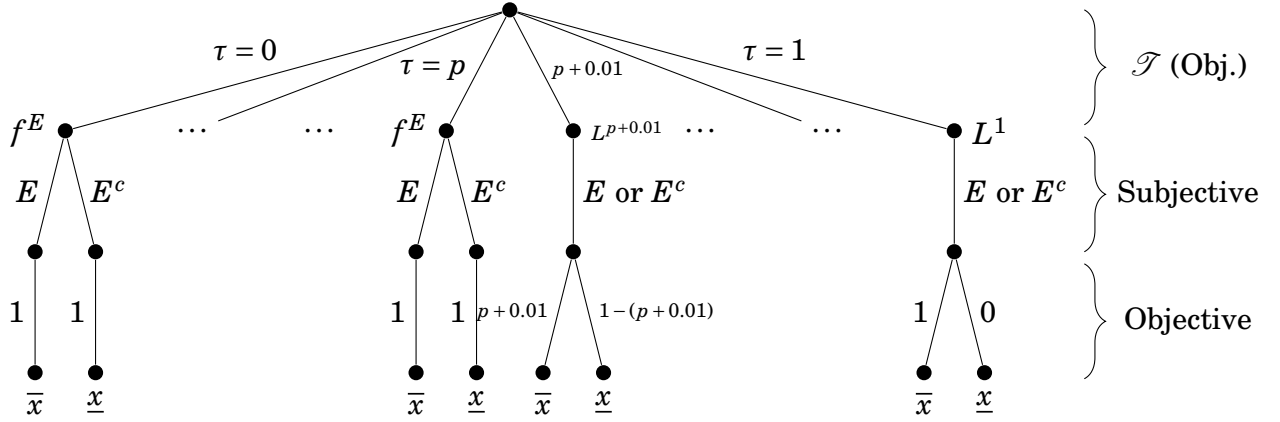 τ = 0 τ = p p + 0.01 τ = 1 𝒯 (Obj.)
f^E ··· ··· f^E L^{p+0.01} ··· ··· L^1
E E^c E E^c E or E^c E or E^c Subjective
1 1 1 1 p + 0.01 1 − (p + 0.01) 1 0 Objective
x̅ x̲ x̅ x̲ x̅ x̲ x̅ x̲